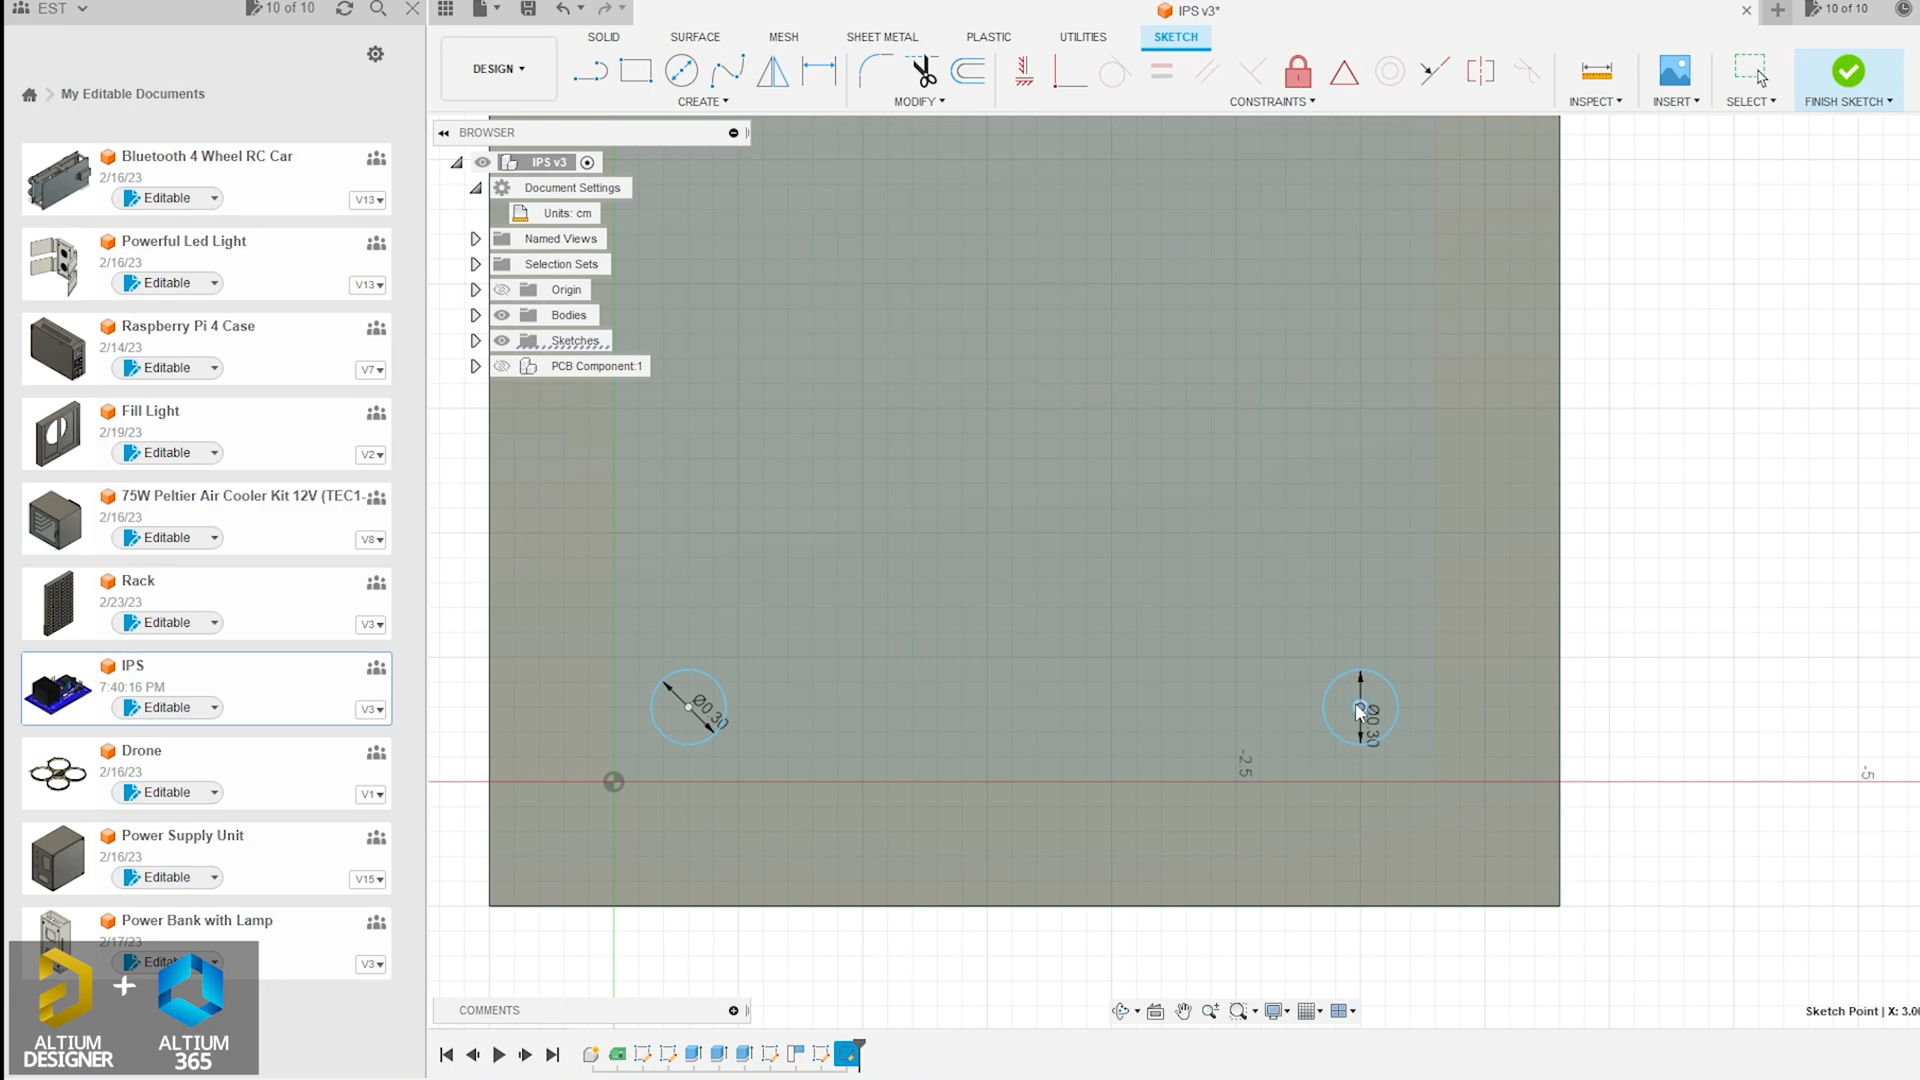 EST
10 of 10
IPS v3*
10 of 10
SOLID
SURFACE
MESH
SHEET METAL
PLASTIC
UTILITIES
SKETCH
DESIGN
CREATE
MODIFY
CONSTRAINTS
INSPECT
INSERT
SELECT
FINISH SKETCH
My Editable Documents
Bluetooth 4 Wheel RC Car
2/16/23
Editable
V13
Powerful Led Light
2/16/23
Editable
V13
Raspberry Pi 4 Case
2/14/23
Editable
V7
Fill Light
2/19/23
Editable
V2
75W Peltier Air Cooler Kit 12V (TEC1-
2/16/23
Editable
V8
Rack
2/23/23
Editable
V3
IPS
7:40:16 PM
Editable
V3
Drone
2/16/23
Editable
V1
Power Supply Unit
2/16/23
Editable
V15
Power Bank with Lamp
2/17/23
Editable
V3
ALTIUM
DESIGNER
+
ALTIUM
365
BROWSER
IPS v3
Document Settings
Units: cm
Named Views
Selection Sets
Origin
Bodies
Sketches
PCB Component:1
Ø0.30
Ø0.30
-2.5
-5
COMMENTS
Sketch Point | X: 3.00